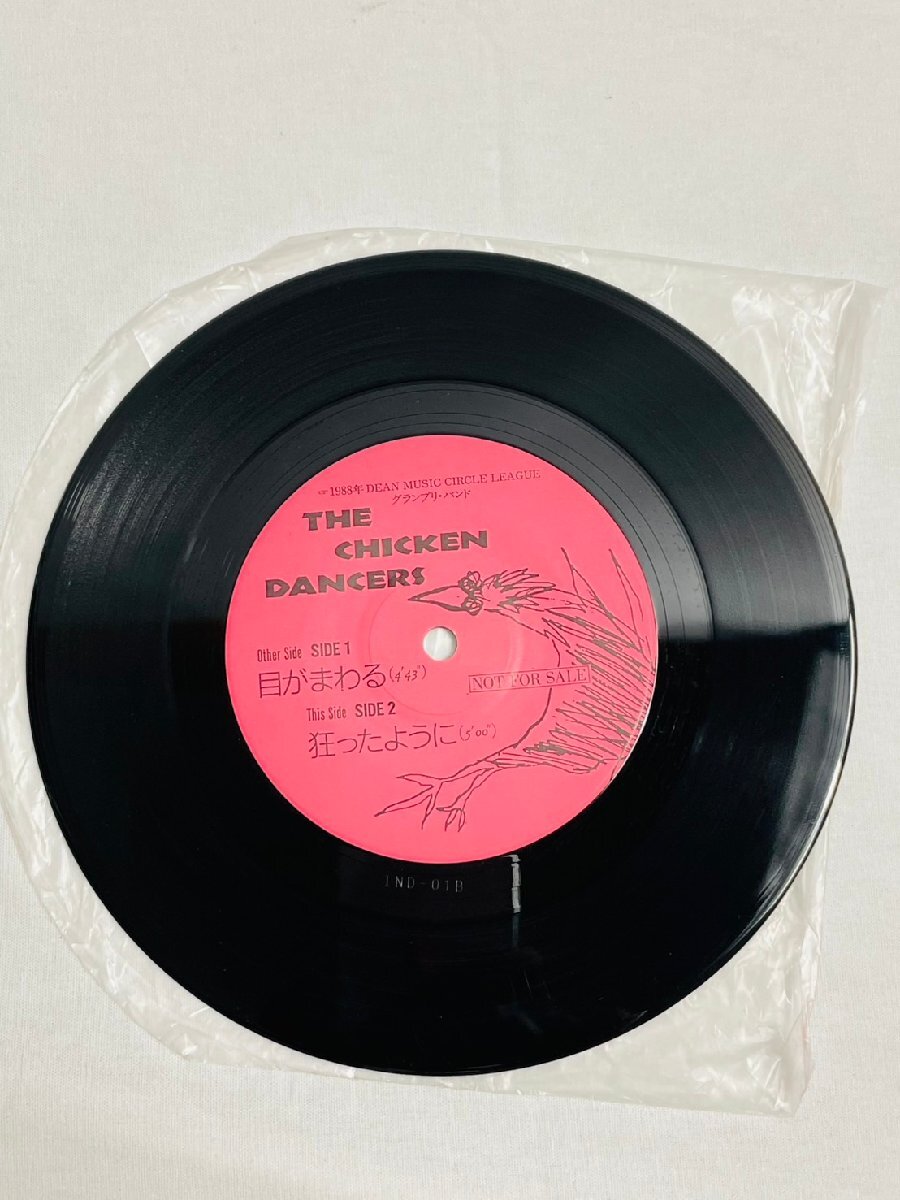 1988年 DEAN MUSIC CIRCLE LEAGUE
グランプリ・バンド
THE
CHICKEN
DANCERS
Other Side SIDE 1
目がまわる(4'43")
NOT FOR SALE
This Side SIDE 2
狂ったように(5'00")
IND-01B